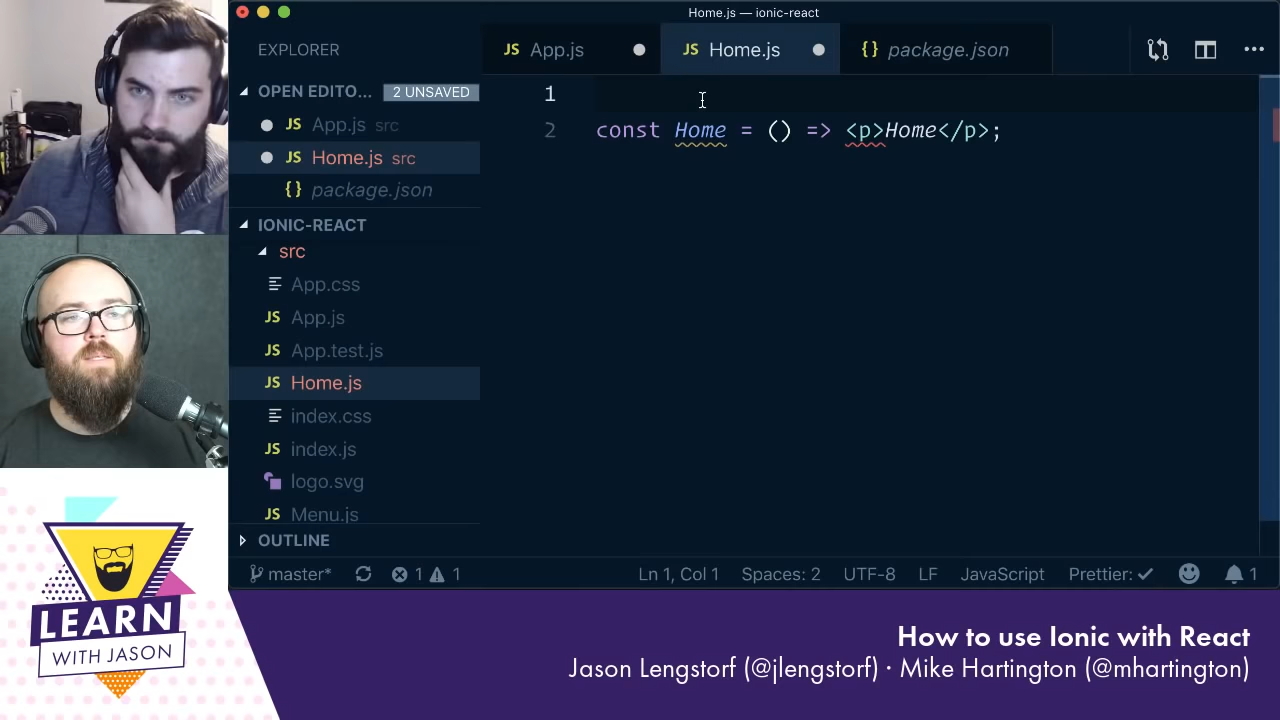 Home.js — ionic-react
EXPLORER
OPEN EDITO... 2 UNSAVED
JS App.js src
JS Home.js src
{} package.json
IONIC-REACT
src
App.css
JS App.js
JS App.test.js
JS Home.js
index.css
JS index.js
logo.svg
JS Menu.js
OUTLINE
JS App.js
JS Home.js
{} package.json
...
1
2 const Home = () => <p>Home</p>;
master* 1 1 Ln 1, Col 1 Spaces: 2 UTF-8 LF JavaScript Prettier: 1
LEARN
WITH JASON
How to use Ionic with React
Jason Lengstorf (@jlengstorf) · Mike Hartington (@mhartington)